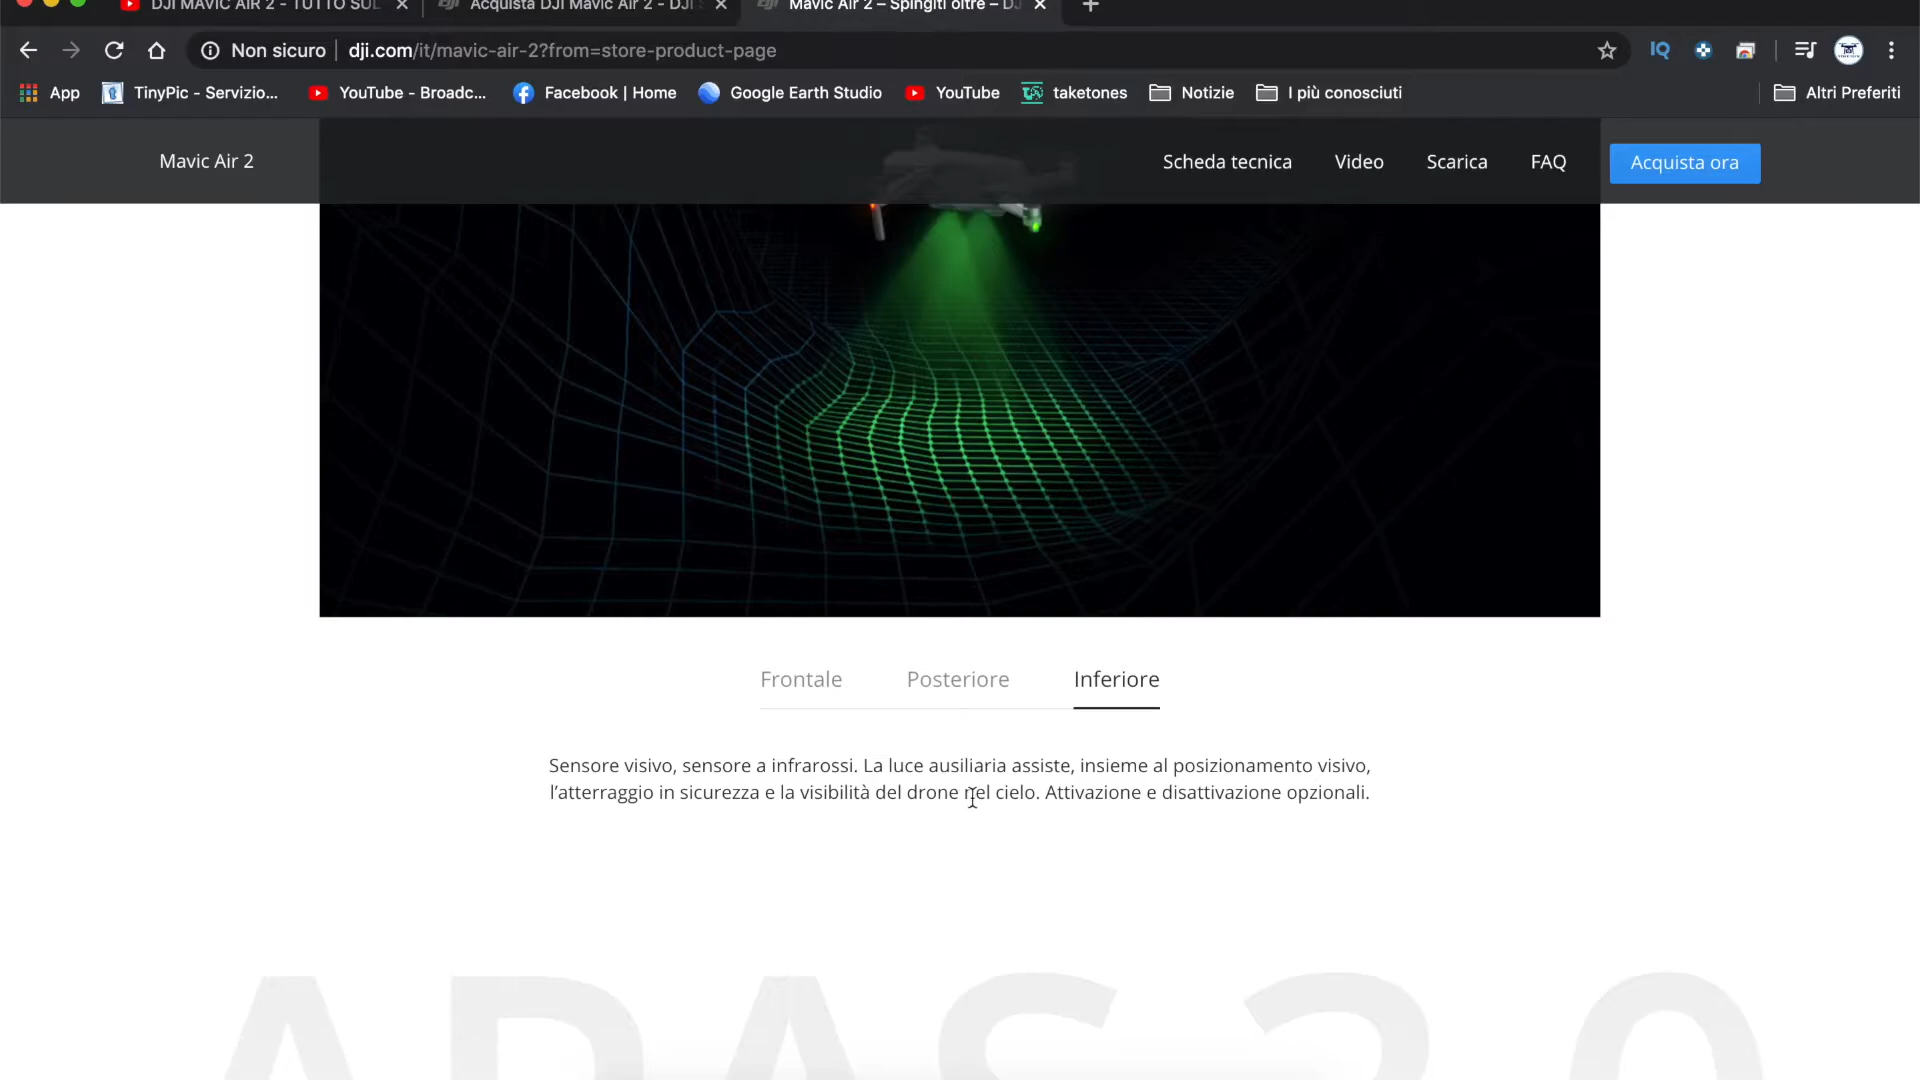 DJI MAVIC AIR 2 - TUTTO SUL
Acquista DJI Mavic Air 2 - DJI
Mavic Air 2 – Spingiti oltre – DJ
Non sicuro | dji.com/it/mavic-air-2?from=store-product-page
IQ
App TinyPic - Servizio... YouTube - Broadc... Facebook | Home Google Earth Studio YouTube taketones Notizie I più conosciuti Altri Preferiti
Mavic Air 2 Scheda tecnica Video Scarica FAQ Acquista ora
Frontale Posteriore Inferiore
Sensore visivo, sensore a infrarossi. La luce ausiliaria assiste, insieme al posizionamento visivo,
l’atterraggio in sicurezza e la visibilità del drone nel cielo. Attivazione e disattivazione opzionali.